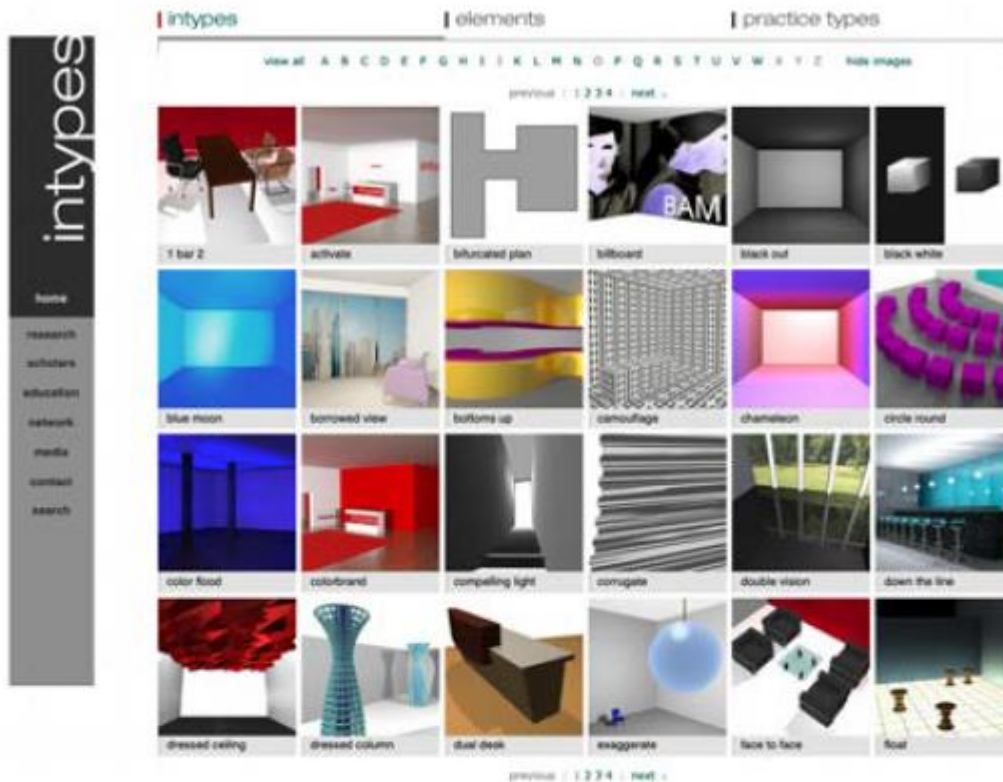 intypes
elements
practice types
view all A B C D E F G H I J K L M N O P Q R S T U V W X Y Z hide images
previous | 1 2 3 4 | next
intypes
home
research
scholars
education
network
media
contact
search
BAM
1 bar 2
activate
bifurcated plan
billboard
black out
black white
blue moon
borrowed view
bottoms up
camouflage
chameleon
circle round
color flood
colorbrand
compelling light
corrugate
double vision
down the line
dressed ceiling
dressed column
dual desk
exaggerate
face to face
float
previous | 1 2 3 4 | next